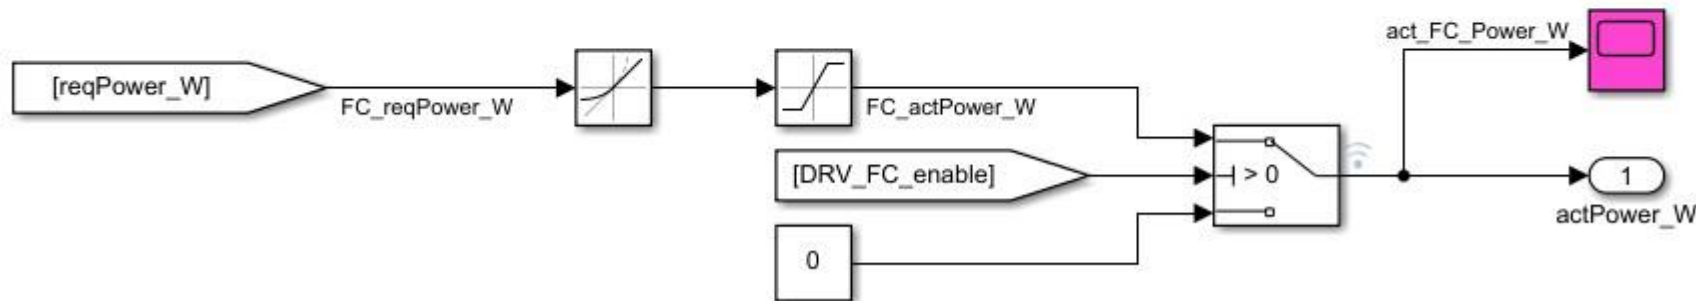 act_FC_Power_W
[reqPower_W]
FC_reqPower_W
FC_actPower_W
[DRV_FC_enable]
> 0
1
actPower_W
0